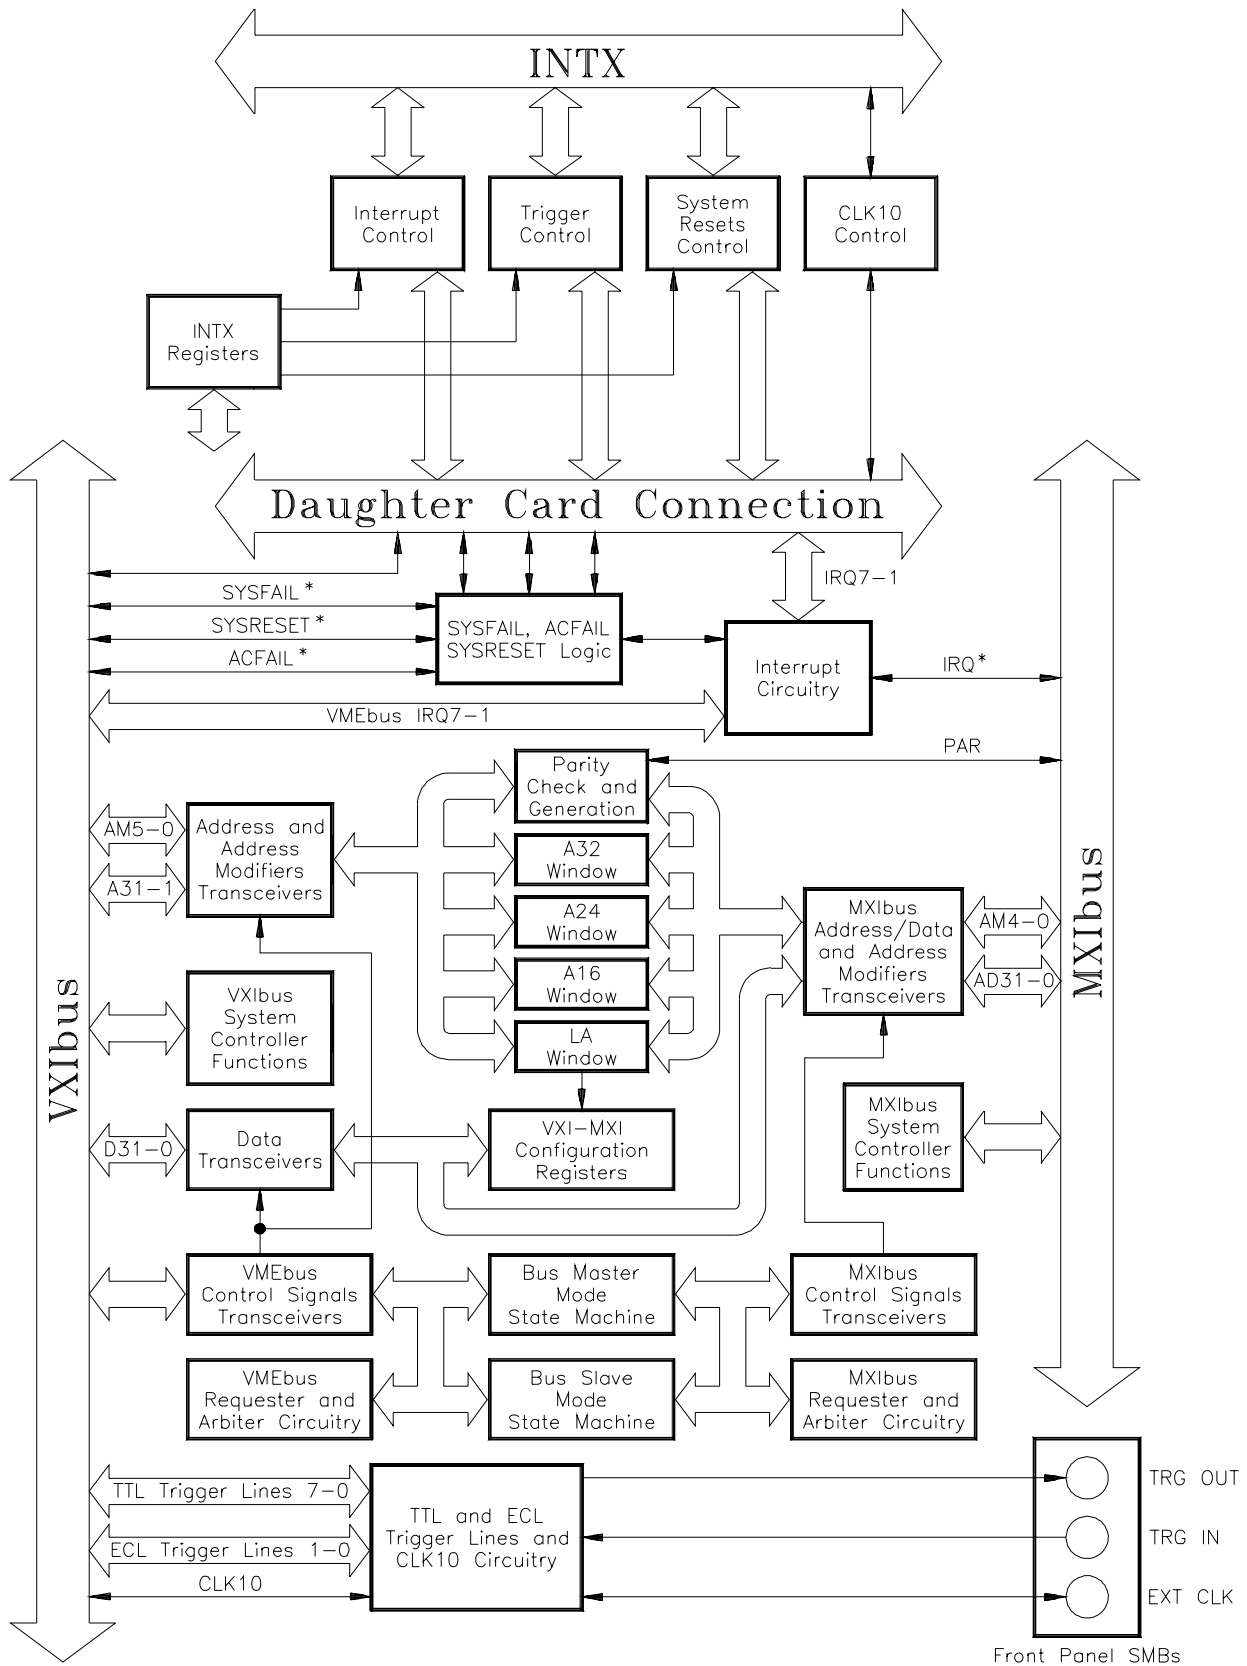 INTX
Interrupt
Control
Trigger
Control
System
Resets
Control
CLK10
Control
INTX
Registers
Daughter Card Connection
IRQ7-1
SYSFAIL*
SYSRESET*
ACFAIL*
SYSFAIL, ACFAIL
SYSRESET Logic
Interrupt
Circuitry
IRQ*
VMEbus IRQ7-1
PAR
Parity
Check and
Generation
AM5-0
A31-1
Address and
Address
Modifiers
Transceivers
A32
Window
A24
Window
A16
Window
LA
Window
MXIbus
Address/Data
and Address
Modifiers
Transceivers
AM4-0
AD31-0
MXIbus
VXIbus
VXIbus
System
Controller
Functions
D31-0
Data
Transceivers
VXI-MXI
Configuration
Registers
MXIbus
System
Controller
Functions
VMEbus
Control Signals
Transceivers
Bus Master
Mode
State Machine
MXIbus
Control Signals
Transceivers
VMEbus
Requester and
Arbiter Circuitry
Bus Slave
Mode
State Machine
MXIbus
Requester and
Arbiter Circuitry
TTL Trigger Lines 7-0
ECL Trigger Lines 1-0
CLK10
TTL and ECL
Trigger Lines and
CLK10 Circuitry
TRG OUT
TRG IN
EXT CLK
Front Panel SMBs